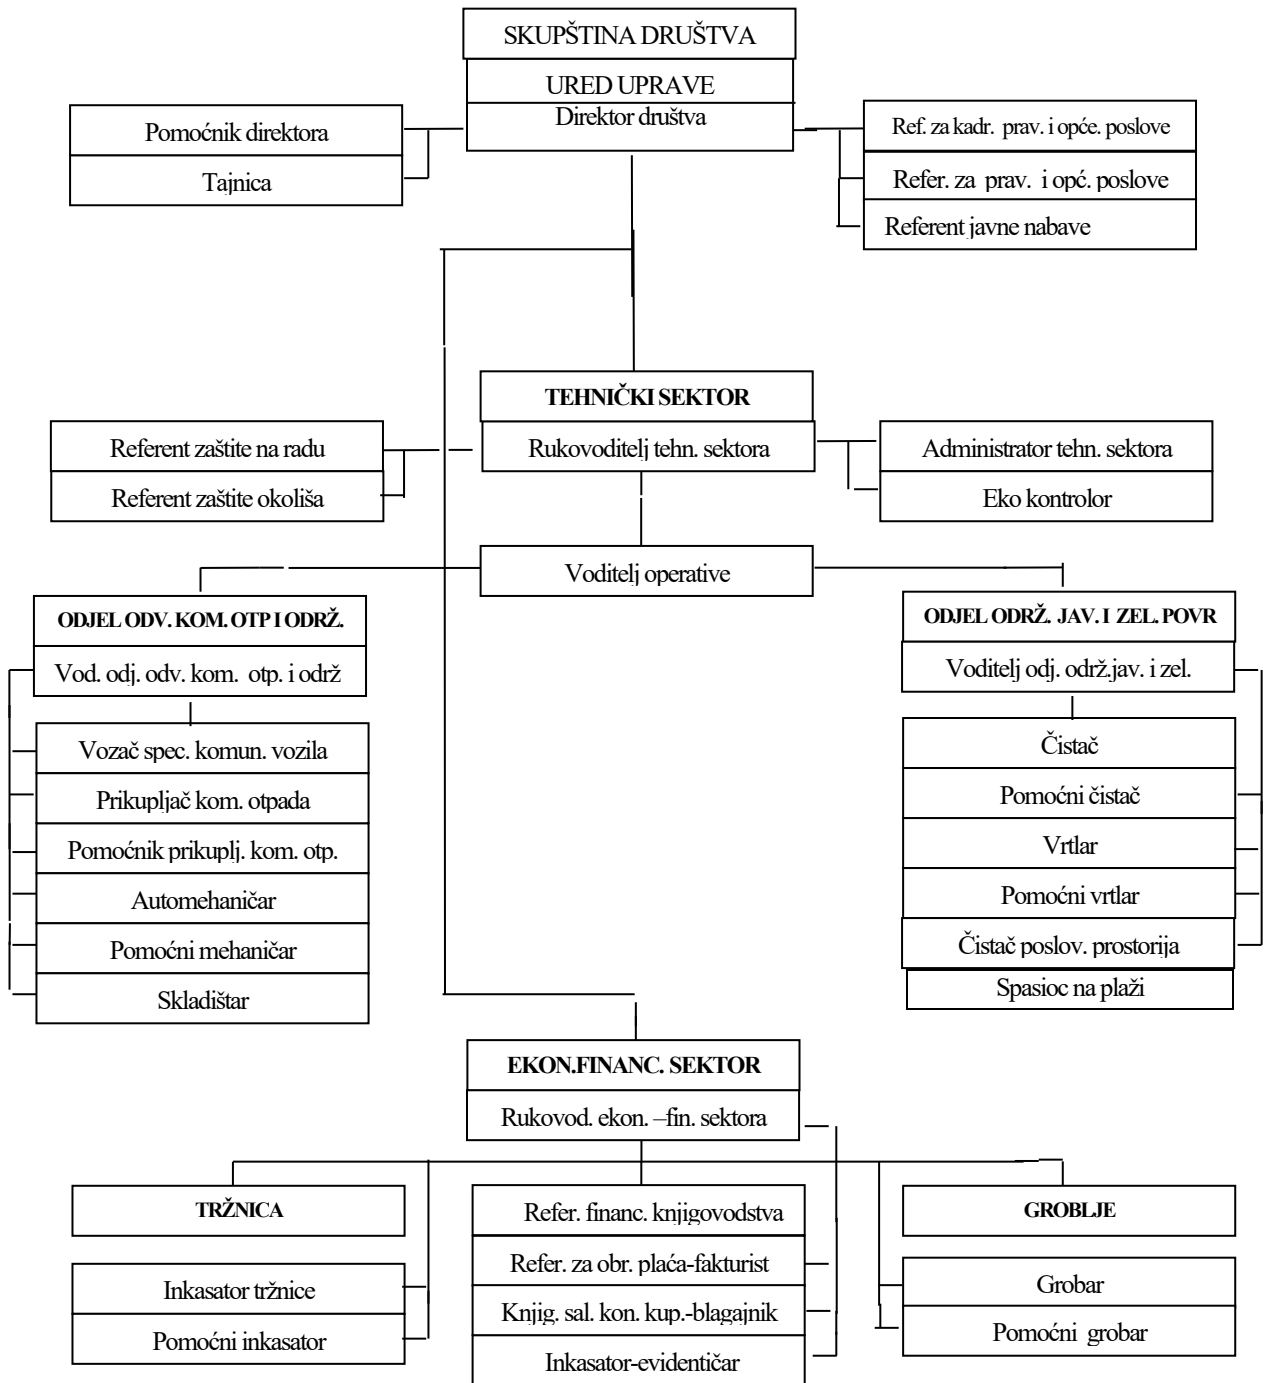 SKUPŠTINA DRUŠTVA
URED UPRAVE
Direktor društva
Pomoćnik direktora
Tajnica
Ref. za kadr. prav. i opće. poslove
Refer. za prav. i opć. poslove
Referent javne nabave
TEHNIČKI SEKTOR
Rukovoditelj tehn. sektora
Referent zaštite na radu
Referent zaštite okoliša
Administrator tehn. sektora
Eko kontrolor
Voditelj operative
ODJEL ODV. KOM. OTP I ODRŽ.
Vod. odj. odv. kom. otp. i održ
Vozač spec. komun. vozila
Prikupljač kom. otpada
Pomoćnik prikuplj. kom. otp.
Automehaničar
Pomoćni mehaničar
Skladištar
ODJEL ODRŽ. JAV. I ZEL. POVR
Voditelj odj. održ.jav. i zel.
Čistač
Pomoćni čistač
Vrtlar
Pomoćni vrtlar
Čistač poslov. prostorija
Spasioc na plaži
EKON.FINANC. SEKTOR
Rukovod. ekon. –fin. sektora
TRŽNICA
Inkasator tržnice
Pomoćni inkasator
Refer. financ. knjigovodstva
Refer. za obr. plaća-fakturist
Knjig. sal. kon. kup.-blagajnik
Inkasator-evidentičar
GROBLJE
Grobar
Pomoćni grobar